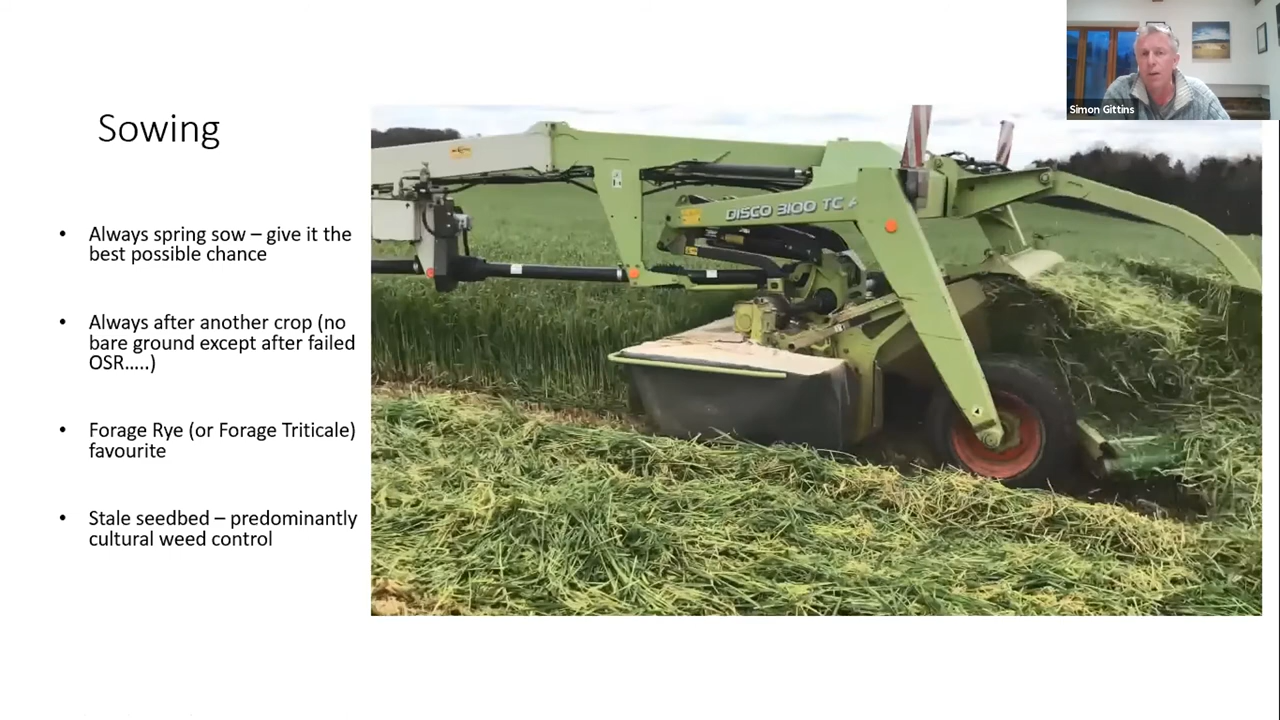 Simon Gittins
Sowing
DISCO 3100 TC
• Always spring sow – give it the
best possible chance
• Always after another crop (no
bare ground except after failed
OSR…..)
• Forage Rye (or Forage Triticale)
favourite
• Stale seedbed – predominantly
cultural weed control